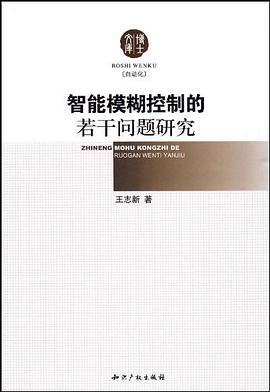 博士
文库
BOSHI WENKU
〔自动化〕
智能模糊控制的
若干问题研究
ZHINENG MOHU KONGZHI DE
RUOGAN WENTI YANJIU
王志新 著
知识产权出版社